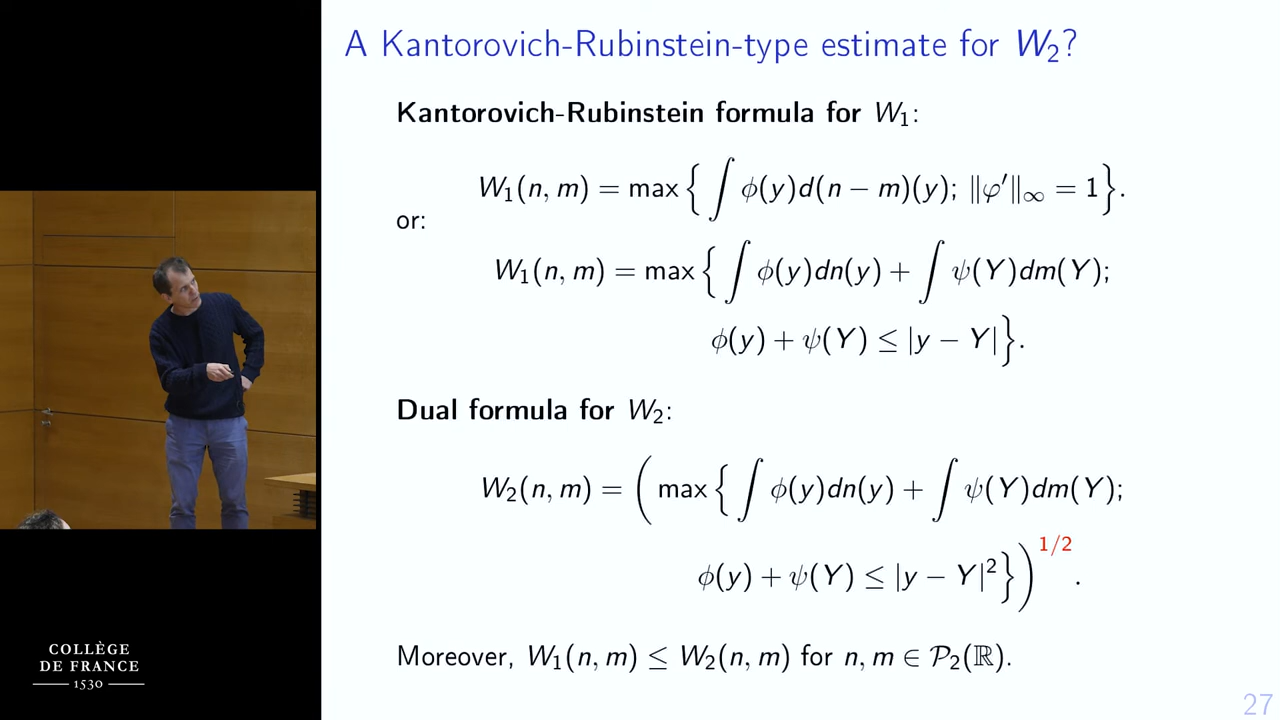 A Kantorovich-Rubinstein-type estimate for W₂?
Kantorovich-Rubinstein formula for W₁:
W₁(n, m) = max { ∫ ϕ(y)d(n − m)(y); ‖φ′‖∞ = 1 }.
or:
W₁(n, m) = max { ∫ ϕ(y)dn(y) + ∫ ψ(Y)dm(Y);
ϕ(y) + ψ(Y) ≤ |y − Y| }.
Dual formula for W₂:
W₂(n, m) = ( max { ∫ ϕ(y)dn(y) + ∫ ψ(Y)dm(Y);
ϕ(y) + ψ(Y) ≤ |y − Y|² } )^1/2.
Moreover, W₁(n, m) ≤ W₂(n, m) for n, m ∈ 𝒫₂(ℝ).
27
COLLÈGE
DE FRANCE
1530